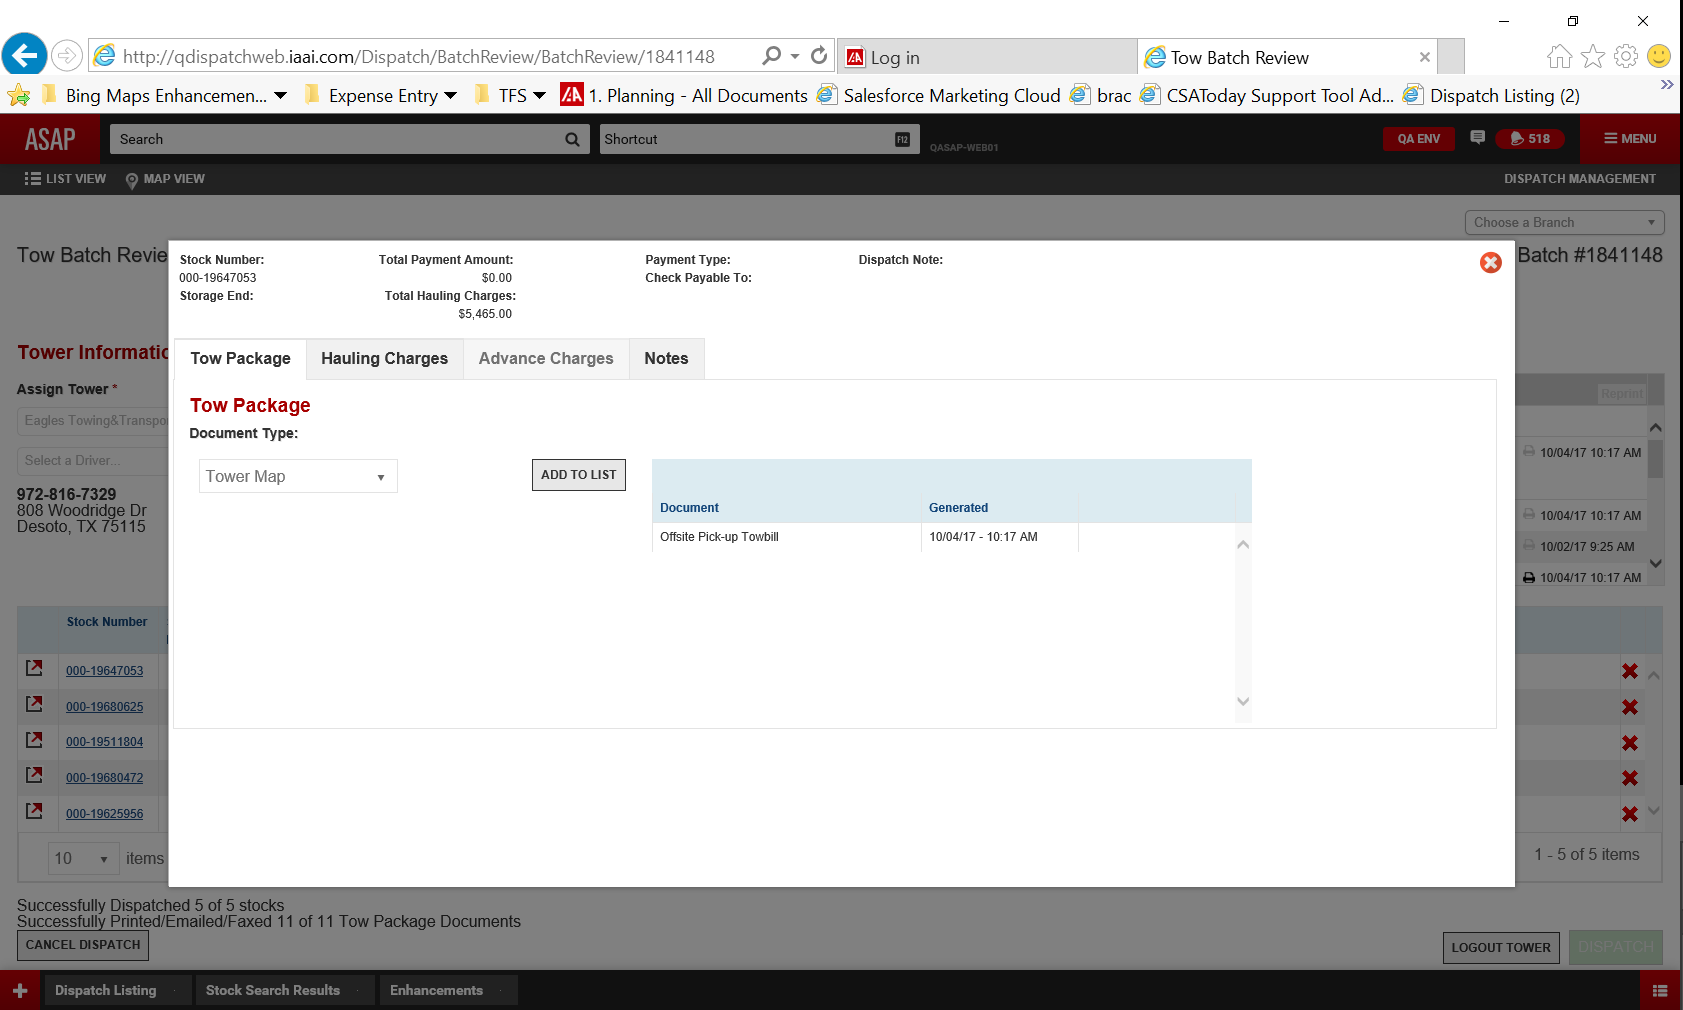 http://qdispatchweb.iaai.com/Dispatch/BatchReview/BatchReview/1841148
Log in
Tow Batch Review
Bing Maps Enhancemen...
Expense Entry
TFS
1. Planning - All Documents
Salesforce Marketing Cloud
brac
CSAToday Support Tool Ad...
Dispatch Listing (2)
ASAP
Search
Shortcut
F12
QASAP-WEB01
QA ENV
518
MENU
LIST VIEW
MAP VIEW
DISPATCH MANAGEMENT
Choose a Branch
Tow Batch Revie
Batch #1841148
Stock Number:
000-19647053
Storage End:
Total Payment Amount:
$0.00
Total Hauling Charges:
$5,465.00
Payment Type:
Check Payable To:
Dispatch Note:
Tow Package
Hauling Charges
Advance Charges
Notes
Tow Package
Document Type:
Tower Map
ADD TO LIST
Document
Generated
Offsite Pick-up Towbill
10/04/17 - 10:17 AM
Tower Informatio
Assign Tower *
Eagles Towing&Transpo
Select a Driver...
972-816-7329
808 Woodridge Dr
Desoto, TX 75115
Reprint
10/04/17 10:17 AM
10/04/17 10:17 AM
10/02/17 9:25 AM
10/04/17 10:17 AM
Stock Number
000-19647053
000-19680625
000-19511804
000-19680472
000-19625956
10
items
1 - 5 of 5 items
Successfully Dispatched 5 of 5 stocks
Successfully Printed/Emailed/Faxed 11 of 11 Tow Package Documents
CANCEL DISPATCH
LOGOUT TOWER
DISPATCH
Dispatch Listing
Stock Search Results
Enhancements